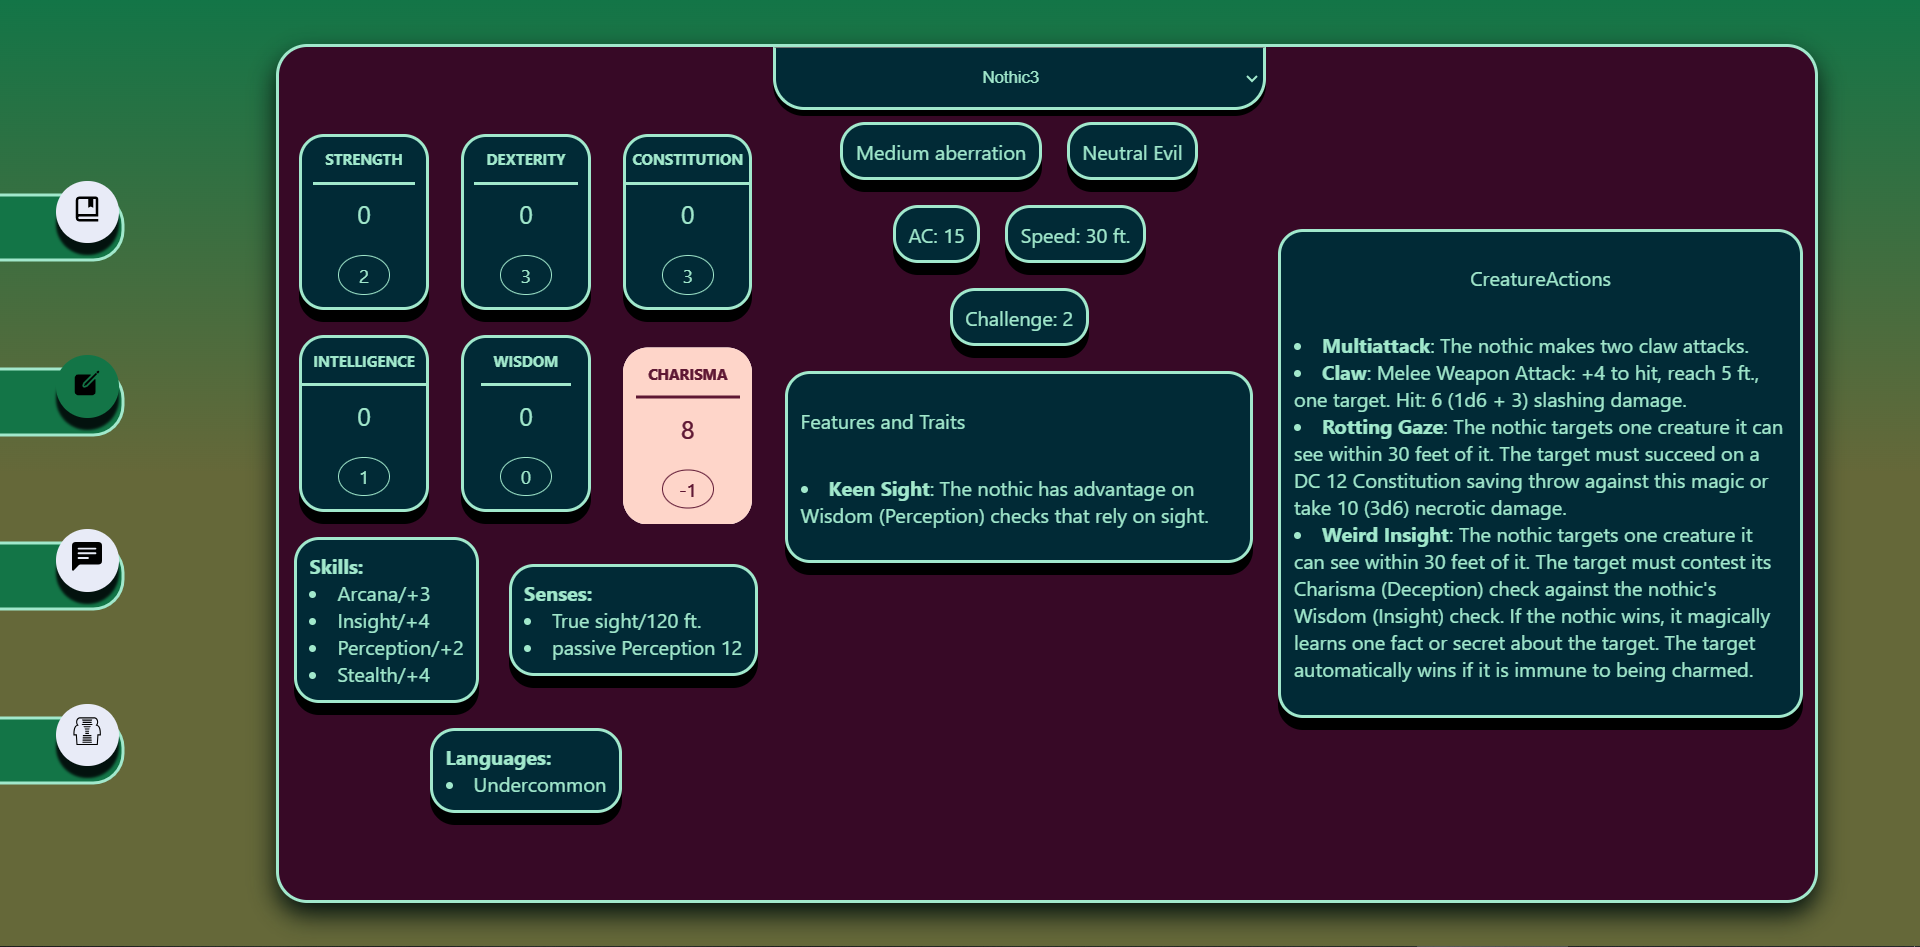 Nothic3
STRENGTH
0
2
DEXTERITY
0
3
CONSTITUTION
0
3
INTELLIGENCE
0
1
WISDOM
0
0
CHARISMA
8
-1
Skills:
• Arcana/+3
• Insight/+4
• Perception/+2
• Stealth/+4
Senses:
• True sight/120 ft.
• passive Perception 12
Languages:
• Undercommon
Medium aberration
Neutral Evil
AC: 15
Speed: 30 ft.
Challenge: 2
Features and Traits
• Keen Sight: The nothic has advantage on
Wisdom (Perception) checks that rely on sight.
CreatureActions
• Multiattack: The nothic makes two claw attacks.
• Claw: Melee Weapon Attack: +4 to hit, reach 5 ft.,
one target. Hit: 6 (1d6 + 3) slashing damage.
• Rotting Gaze: The nothic targets one creature it can
see within 30 feet of it. The target must succeed on a
DC 12 Constitution saving throw against this magic or
take 10 (3d6) necrotic damage.
• Weird Insight: The nothic targets one creature it
can see within 30 feet of it. The target must contest its
Charisma (Deception) check against the nothic's
Wisdom (Insight) check. If the nothic wins, it magically
learns one fact or secret about the target. The target
automatically wins if it is immune to being charmed.